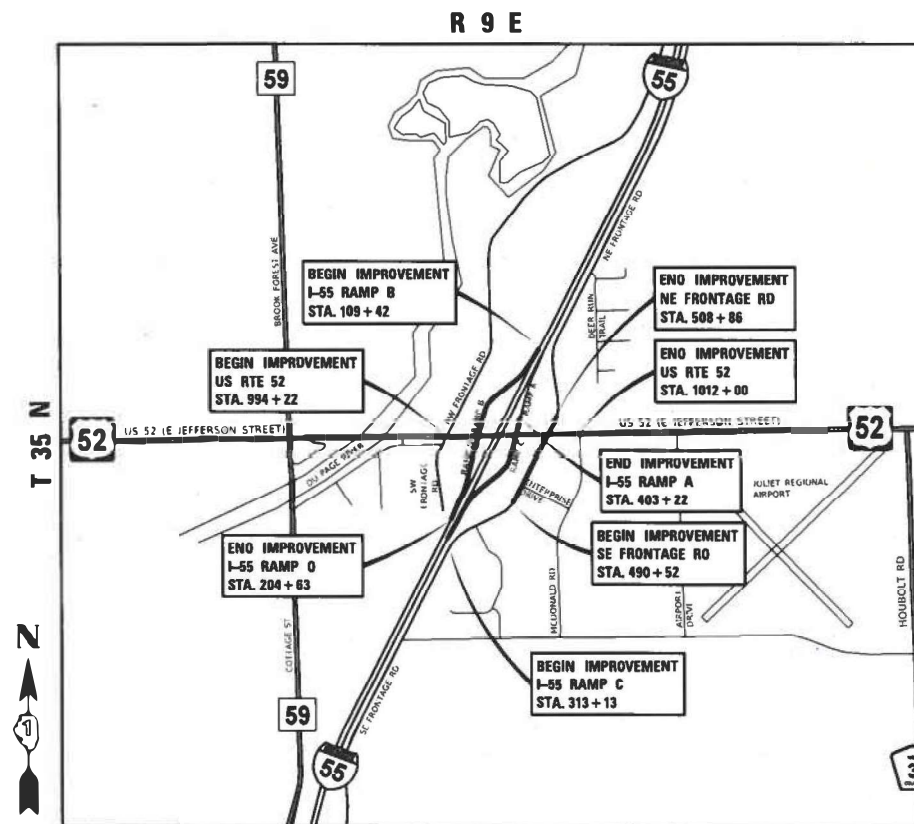 R 9 E
59
55
BROOK FOREST AVE
NE FRONTAGE RD
BEGIN IMPROVEMENT
I-55 RAMP B
STA. 109 + 42
ENO IMPROVEMENT
NE FRONTAGE RD
STA. 508 + 86
DEER RUN
TRAIL
BEGIN IMPROVEMENT
US RTE 52
STA. 994 + 22
NW FRONTAGE RD
ENO IMPROVEMENT
US RTE 52
STA. 1012 + 00
RAMP A
T 35 N
52
US 52 (E JEFFERSON STREET)
US 52 (E JEFFERSON STREET)
52
DU PAGE RIVER
SW
FRONTAGE
RD
END IMPROVEMENT
I-55 RAMP A
STA. 403 + 22
JOLIET REGIONAL
AIRPORT
ENTERPRISE
DRIVE
ENO IMPROVEMENT
I-55 RAMP O
STA. 204 + 63
BEGIN IMPROVEMENT
SE FRONTAGE RO
STA. 490 + 52
MCDONALD RD
AIRPORT
DRIVE
HOUBOLT RD
N
1
COTTAGE ST
BEGIN IMPROVEMENT
I-55 RAMP C
STA. 313 + 13
59
SE FRONTAGE RD
55